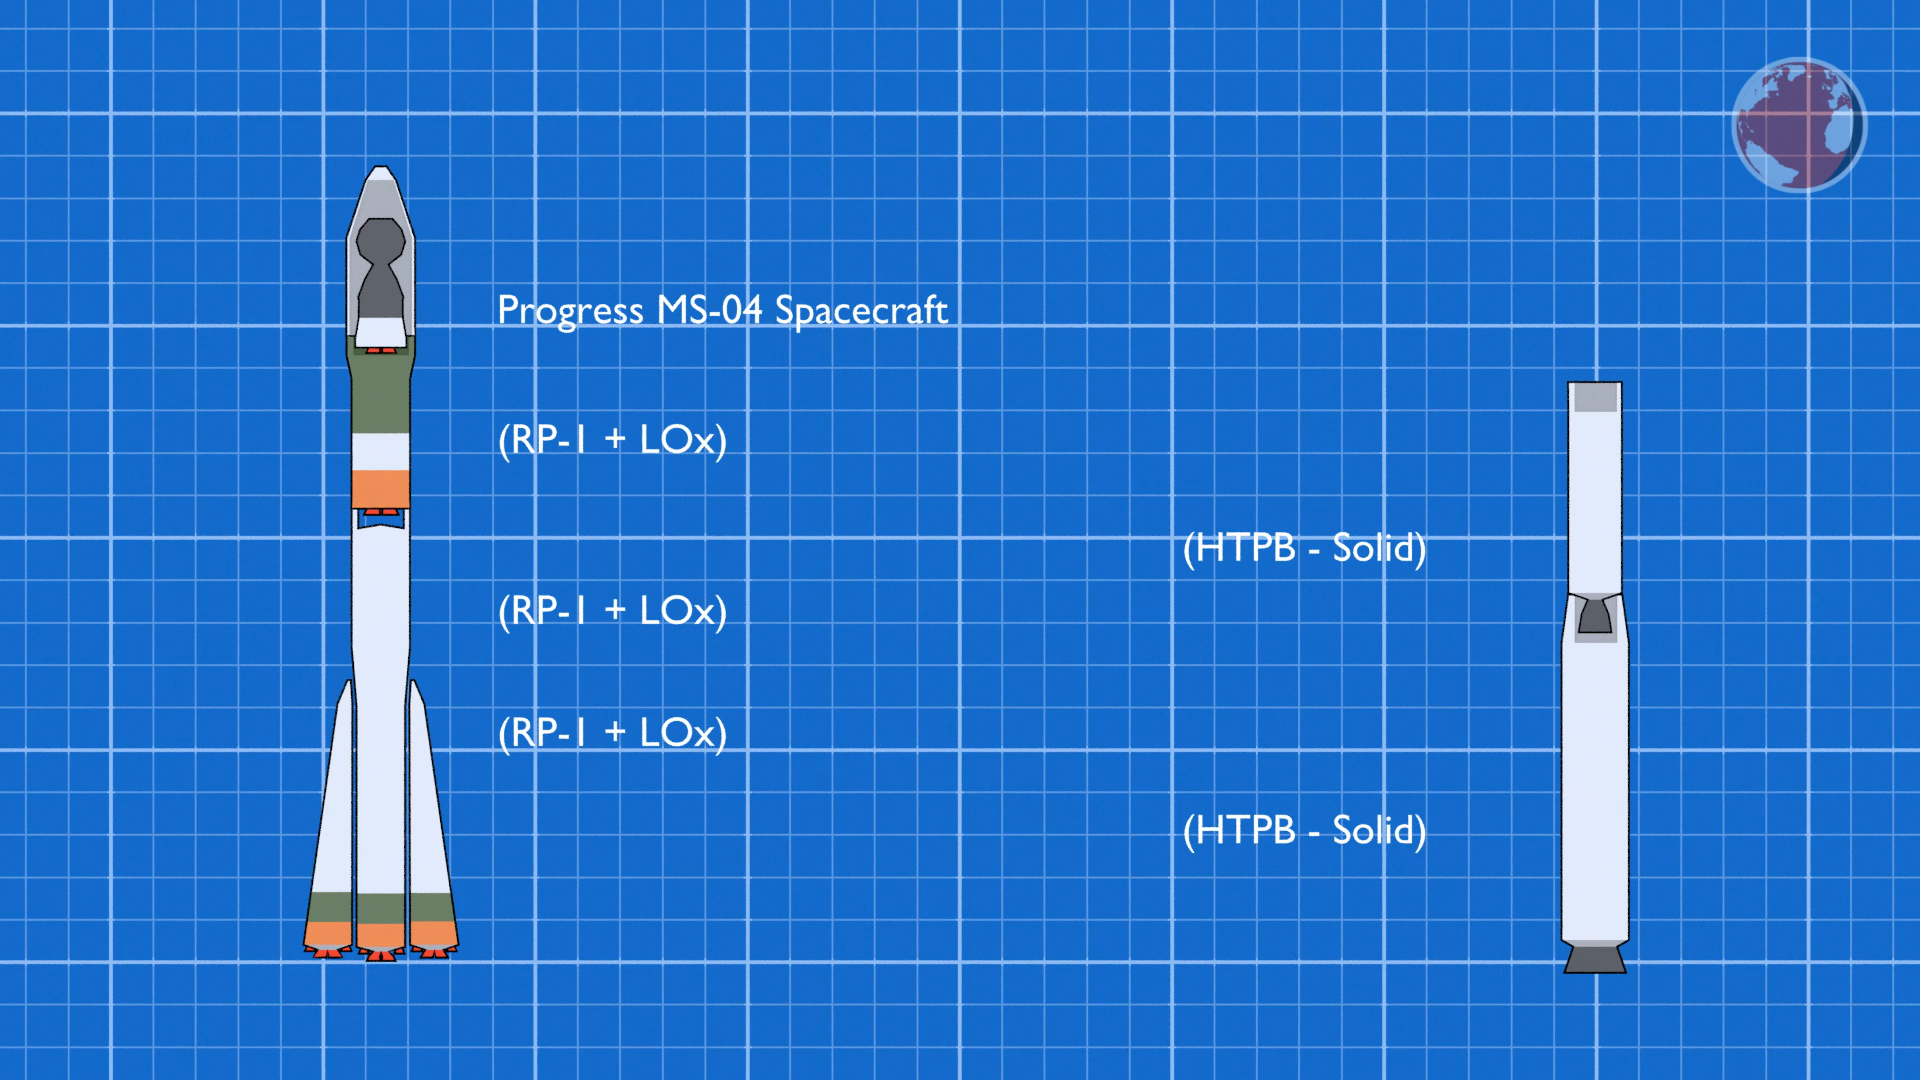 Progress MS-04 Spacecraft
(RP-1 + LOx)
(RP-1 + LOx)
(RP-1 + LOx)
(HTPB - Solid)
(HTPB - Solid)